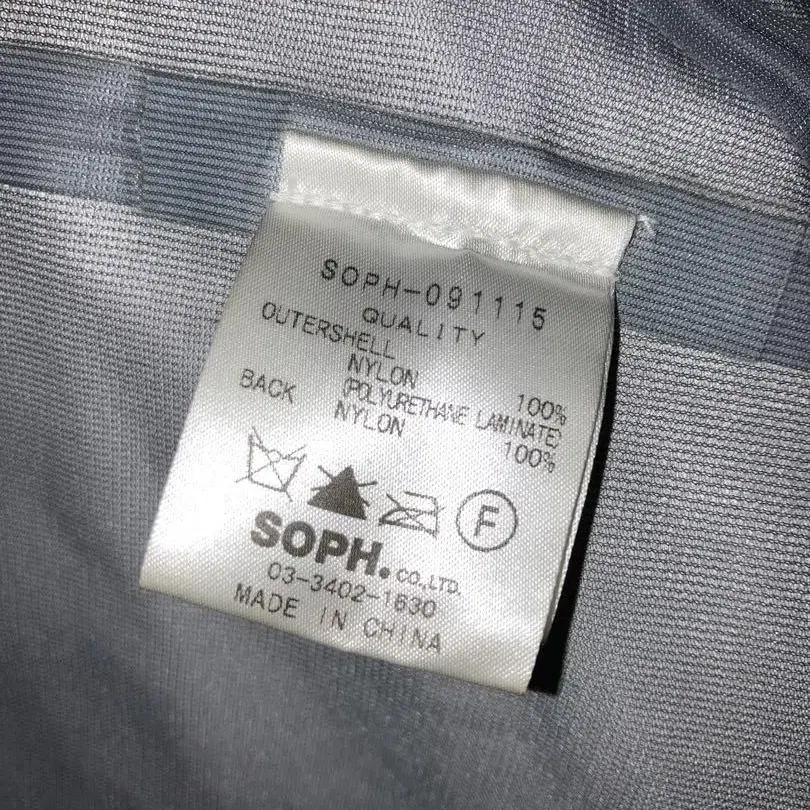 SOPH-091115
QUALITY
OUTERSHELL
NYLON 100%
(POLYURETHANE LAMINATE)
BACK NYLON 100%
F
SOPH. CO.,LTD.
03-3402-1630
MADE IN CHINA